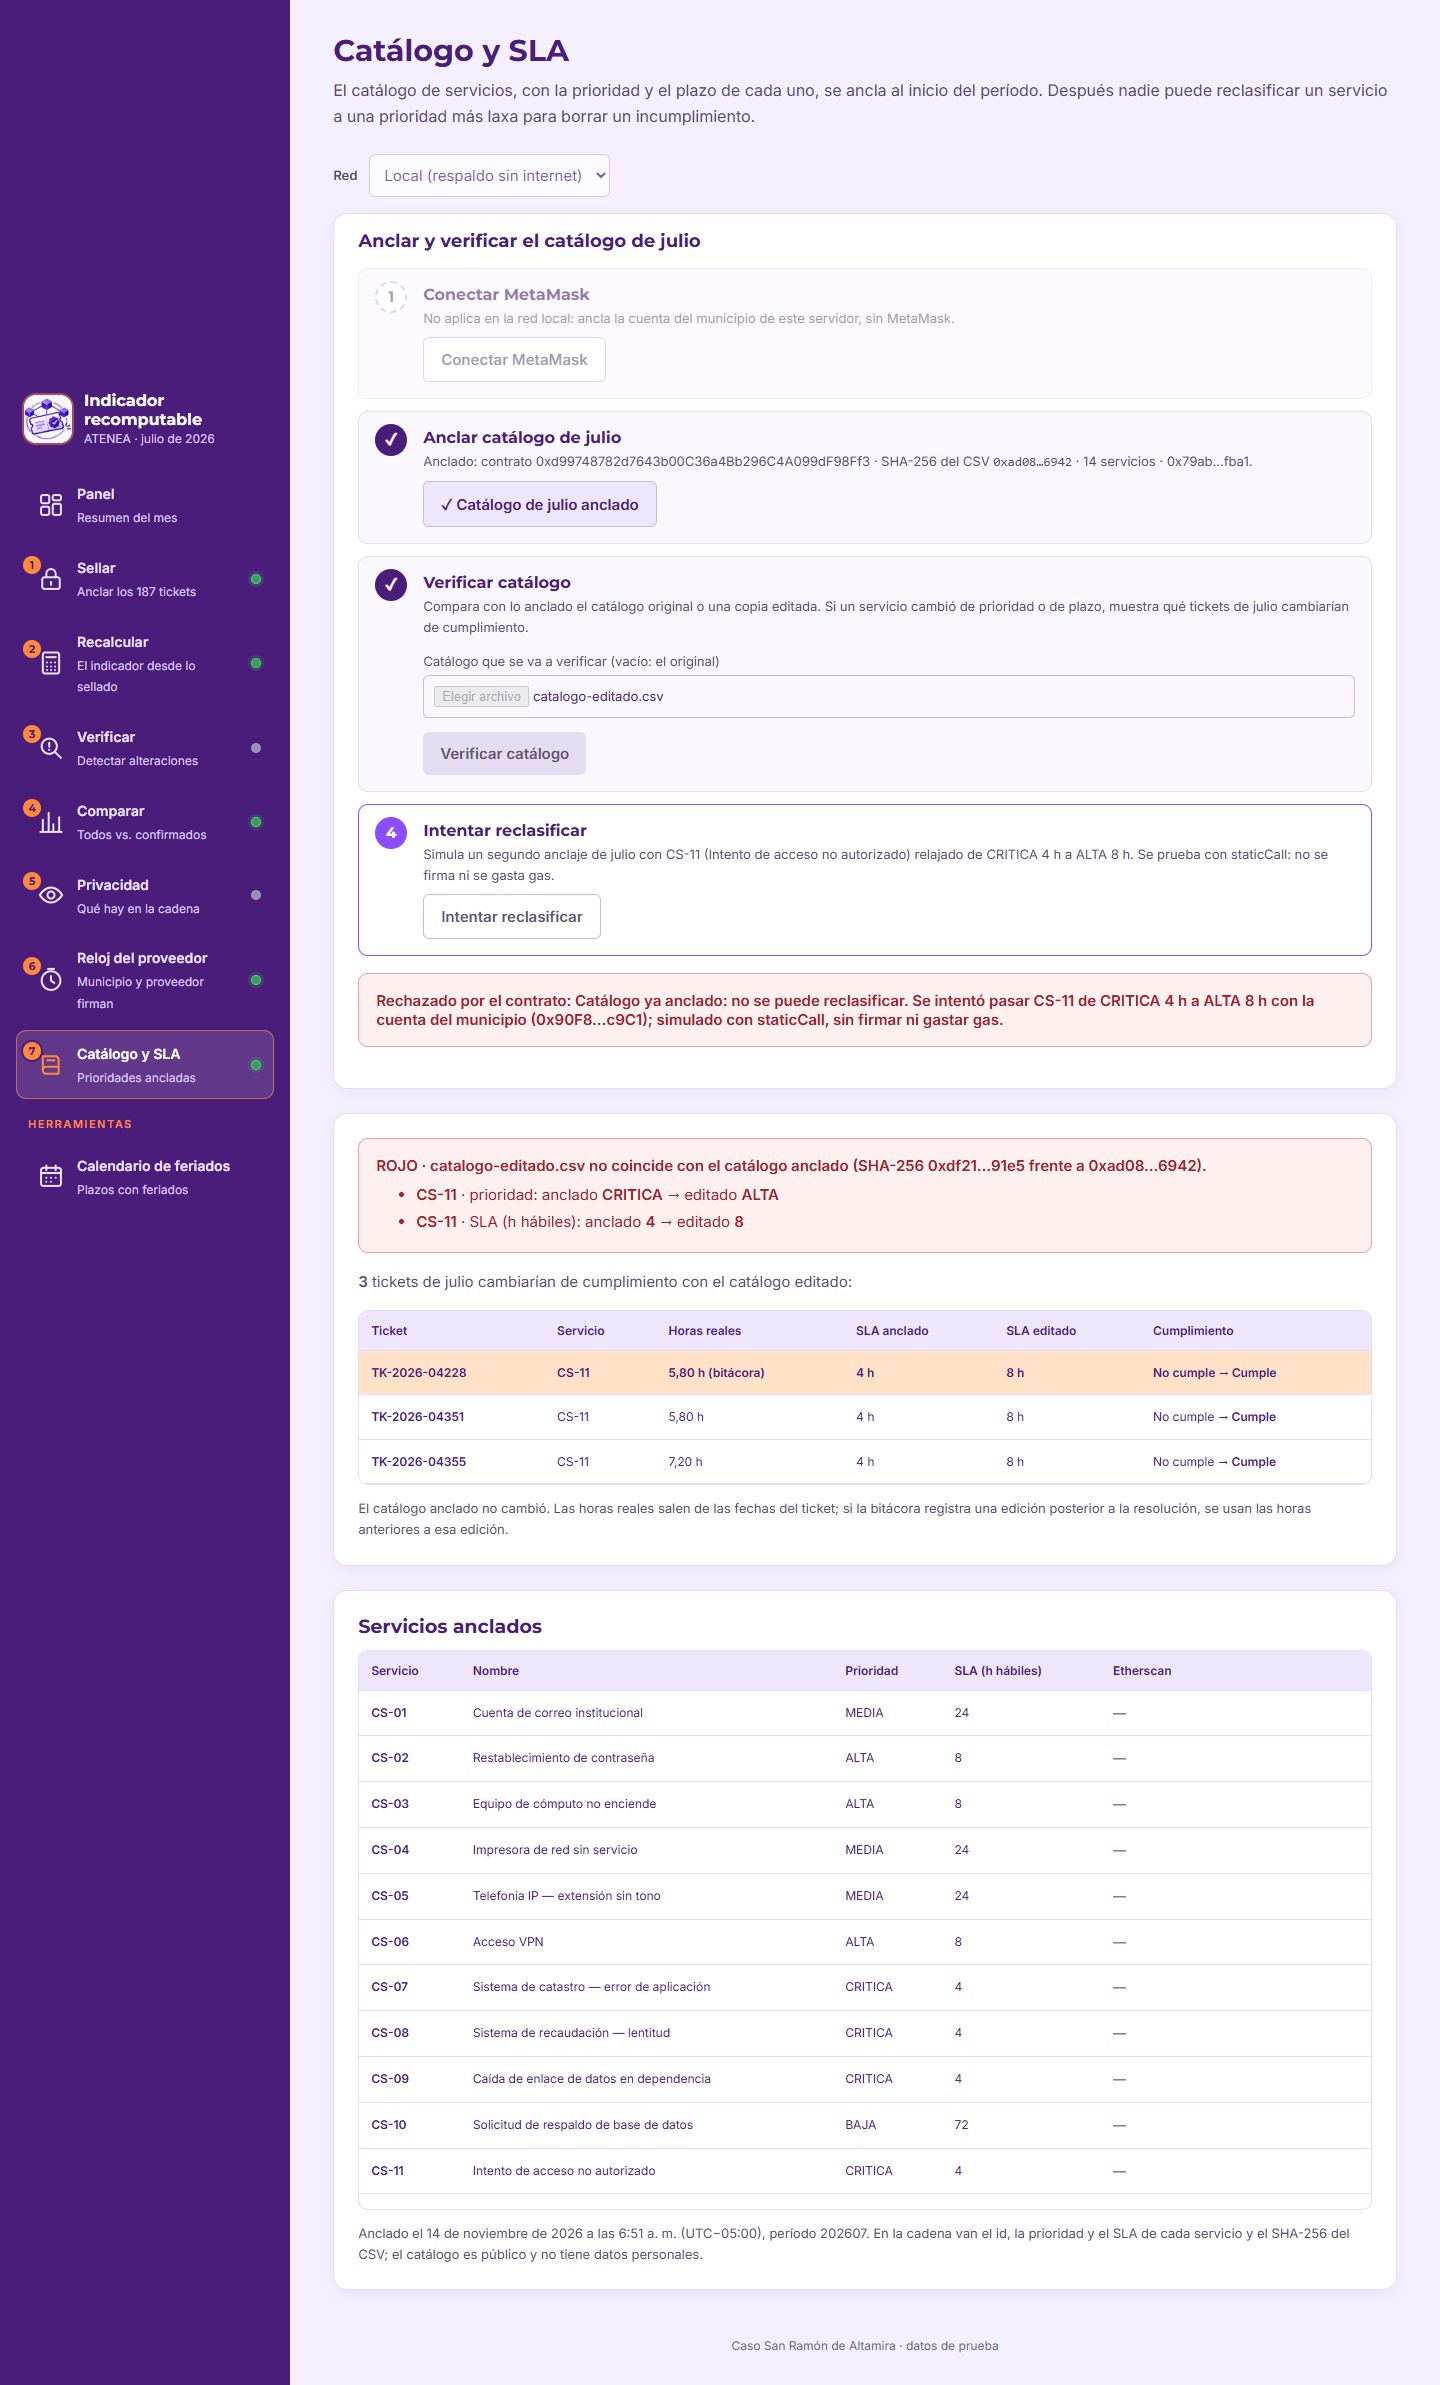 Indicador
recomputable
ATENEA · julio de 2026
Panel
Resumen del mes
1
Sellar
Anclar los 187 tickets
2
Recalcular
El indicador desde lo
sellado
3
Verificar
Detectar alteraciones
4
Comparar
Todos vs. confirmados
5
Privacidad
Qué hay en la cadena
6
Reloj del proveedor
Municipio y proveedor
firman
7
Catálogo y SLA
Prioridades ancladas
HERRAMIENTAS
Calendario de feriados
Plazos con feriados
Catálogo y SLA
El catálogo de servicios, con la prioridad y el plazo de cada uno, se ancla al inicio del período. Después nadie puede reclasificar un servicio
a una prioridad más laxa para borrar un incumplimiento.
Red Local (respaldo sin internet)
Anclar y verificar el catálogo de julio
1 Conectar MetaMask
No aplica en la red local: ancla la cuenta del municipio de este servidor, sin MetaMask.
Conectar MetaMask
✓ Anclar catálogo de julio
Anclado: contrato 0xd99748782d7643b00C36a4Bb296C4A099dF98Ff3 · SHA-256 del CSV 0xad08…6942 · 14 servicios · 0x79ab…fba1.
✓ Catálogo de julio anclado
✓ Verificar catálogo
Compara con lo anclado el catálogo original o una copia editada. Si un servicio cambió de prioridad o de plazo, muestra qué tickets de julio cambiarían
de cumplimiento.
Catálogo que se va a verificar (vacío: el original)
Elegir archivo catalogo-editado.csv
Verificar catálogo
4 Intentar reclasificar
Simula un segundo anclaje de julio con CS-11 (Intento de acceso no autorizado) relajado de CRITICA 4 h a ALTA 8 h. Se prueba con staticCall: no se
firma ni se gasta gas.
Intentar reclasificar
Rechazado por el contrato: Catálogo ya anclado: no se puede reclasificar. Se intentó pasar CS-11 de CRITICA 4 h a ALTA 8 h con la
cuenta del municipio (0x90F8…c9C1); simulado con staticCall, sin firmar ni gastar gas.
ROJO · catalogo-editado.csv no coincide con el catálogo anclado (SHA-256 0xdf21…91e5 frente a 0xad08…6942).
• CS-11 · prioridad: anclado CRITICA → editado ALTA
• CS-11 · SLA (h hábiles): anclado 4 → editado 8
3 tickets de julio cambiarían de cumplimiento con el catálogo editado:
Ticket Servicio Horas reales SLA anclado SLA editado Cumplimiento
TK-2026-04228 CS-11 5,80 h (bitácora) 4 h 8 h No cumple → Cumple
TK-2026-04351 CS-11 5,80 h 4 h 8 h No cumple → Cumple
TK-2026-04355 CS-11 7,20 h 4 h 8 h No cumple → Cumple
El catálogo anclado no cambió. Las horas reales salen de las fechas del ticket; si la bitácora registra una edición posterior a la resolución, se usan las horas
anteriores a esa edición.
Servicios anclados
Servicio Nombre Prioridad SLA (h hábiles) Etherscan
CS-01 Cuenta de correo institucional MEDIA 24 —
CS-02 Restablecimiento de contraseña ALTA 8 —
CS-03 Equipo de cómputo no enciende ALTA 8 —
CS-04 Impresora de red sin servicio MEDIA 24 —
CS-05 Telefonía IP — extensión sin tono MEDIA 24 —
CS-06 Acceso VPN ALTA 8 —
CS-07 Sistema de catastro — error de aplicación CRITICA 4 —
CS-08 Sistema de recaudación — lentitud CRITICA 4 —
CS-09 Caída de enlace de datos en dependencia CRITICA 4 —
CS-10 Solicitud de respaldo de base de datos BAJA 72 —
CS-11 Intento de acceso no autorizado CRITICA 4 —
Anclado el 14 de noviembre de 2026 a las 6:51 a. m. (UTC−05:00), período 202607. En la cadena van el id, la prioridad y el SLA de cada servicio y el SHA-256 del
CSV; el catálogo es público y no tiene datos personales.
Caso San Ramón de Altamira · datos de prueba